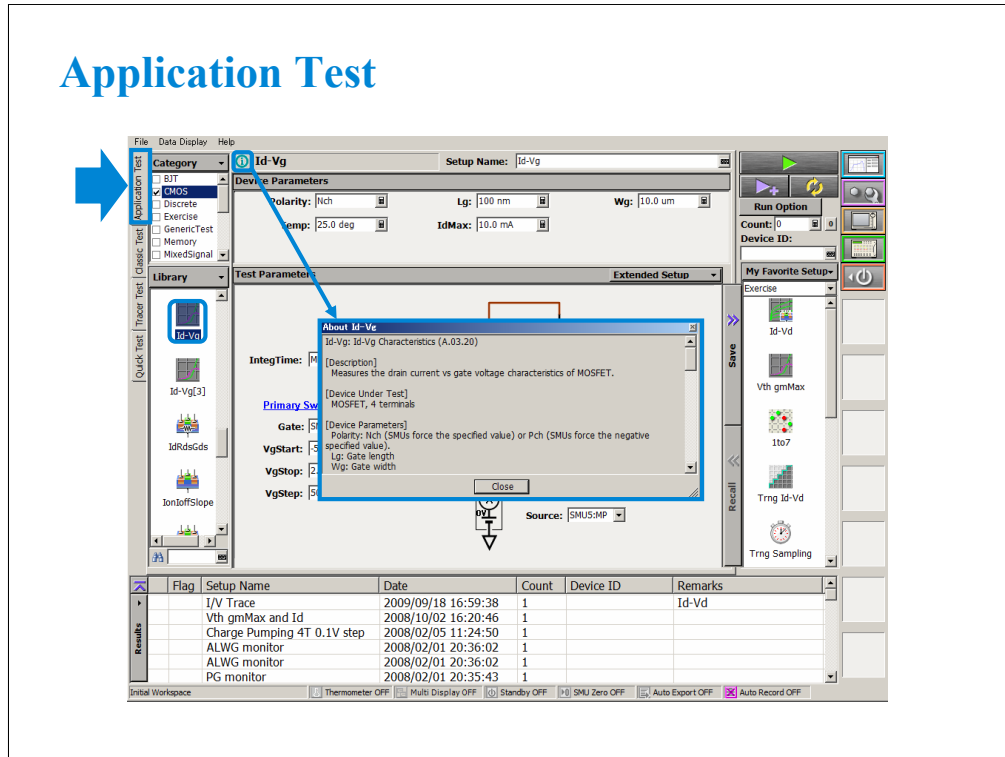 Application Test
File Data Display Help
Application Test
Classic Test
Tracer Test
Quick Test
Category
BJT
CMOS
Discrete
Exercise
GenericTest
Memory
MixedSignal
Library
Id-Vg
Id-Vg[3]
IdRdsGds
IonIoffSlope
Id-Vg
Setup Name: Id-Vg
Device Parameters
Polarity: Nch
Lg: 100 nm
Wg: 10.0 um
Temp: 25.0 deg
IdMax: 10.0 mA
Test Parameters
Extended Setup
IntegTime:
Primary Sw
Gate:
VgStart: -5
VgStop: 2
VgStep: 50
0V
Source: SMU5:MP
About Id-Vg
Id-Vg: Id-Vg Characteristics (A.03.20)
[Description]
Measures the drain current vs gate voltage characteristics of MOSFET.
[Device Under Test]
MOSFET, 4 terminals
[Device Parameters]
Polarity: Nch (SMUs force the specified value) or Pch (SMUs force the negative
specified value).
Lg: Gate length
Wg: Gate width
Close
Save
Recall
Run Option
Count: 0 0
Device ID:
My Favorite Setup
Exercise
Id-Vd
Vth gmMax
1to7
Trng Id-Vd
Trng Sampling
Results
Flag Setup Name Date Count Device ID Remarks
I/V Trace 2009/09/18 16:59:38 1 Id-Vd
Vth gmMax and Id 2008/10/02 16:20:46 1
Charge Pumping 4T 0.1V step 2008/02/05 11:24:50 1
ALWG monitor 2008/02/01 20:36:02 1
ALWG monitor 2008/02/01 20:36:02 1
PG monitor 2008/02/01 20:35:43 1
Initial Workspace Thermometer OFF Multi Display OFF Standby OFF SMU Zero OFF Auto Export OFF Auto Record OFF